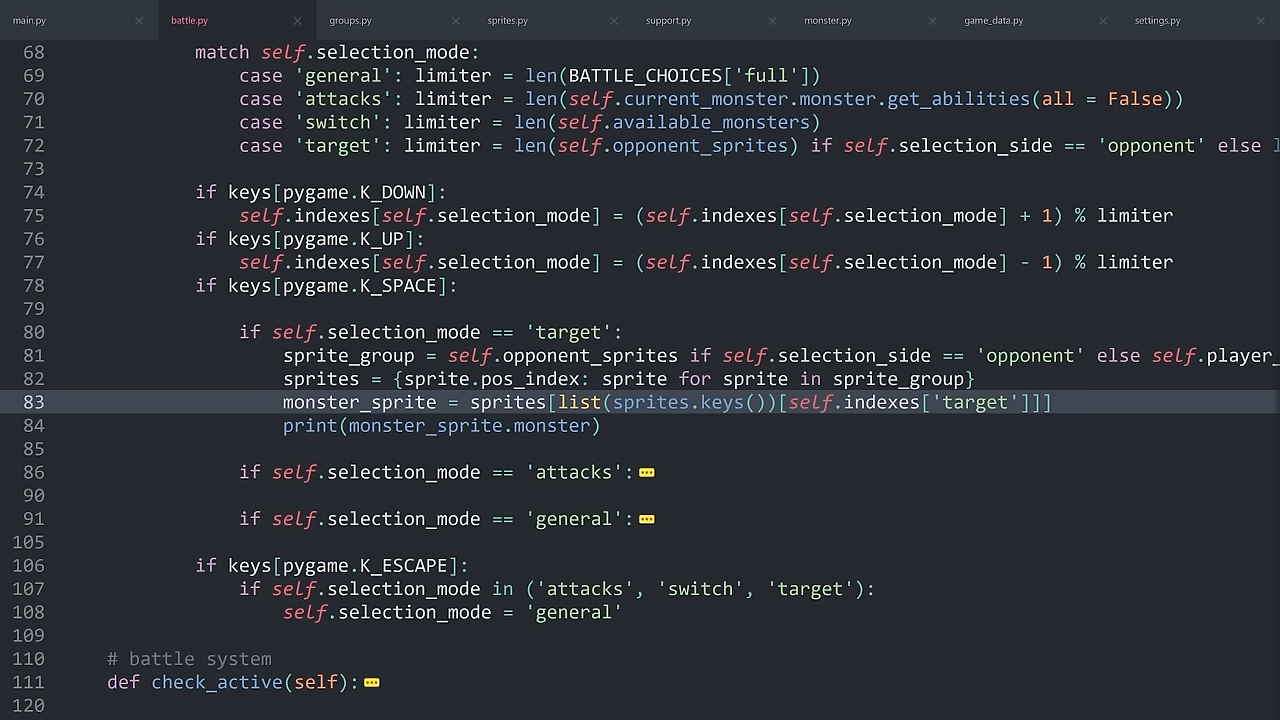 main.py battle.py groups.py sprites.py support.py monster.py game_data.py settings.py
68 match self.selection_mode:
69 case 'general': limiter = len(BATTLE_CHOICES['full'])
70 case 'attacks': limiter = len(self.current_monster.monster.get_abilities(all = False))
71 case 'switch': limiter = len(self.available_monsters)
72 case 'target': limiter = len(self.opponent_sprites) if self.selection_side == 'opponent' else
73
74 if keys[pygame.K_DOWN]:
75 self.indexes[self.selection_mode] = (self.indexes[self.selection_mode] + 1) % limiter
76 if keys[pygame.K_UP]:
77 self.indexes[self.selection_mode] = (self.indexes[self.selection_mode] - 1) % limiter
78 if keys[pygame.K_SPACE]:
79
80 if self.selection_mode == 'target':
81 sprite_group = self.opponent_sprites if self.selection_side == 'opponent' else self.player_
82 sprites = {sprite.pos_index: sprite for sprite in sprite_group}
83 monster_sprite = sprites[list(sprites.keys())[self.indexes['target']]]
84 print(monster_sprite.monster)
85
86 if self.selection_mode == 'attacks':
90
91 if self.selection_mode == 'general':
105
106 if keys[pygame.K_ESCAPE]:
107 if self.selection_mode in ('attacks', 'switch', 'target'):
108 self.selection_mode = 'general'
109
110 # battle system
111 def check_active(self):
120